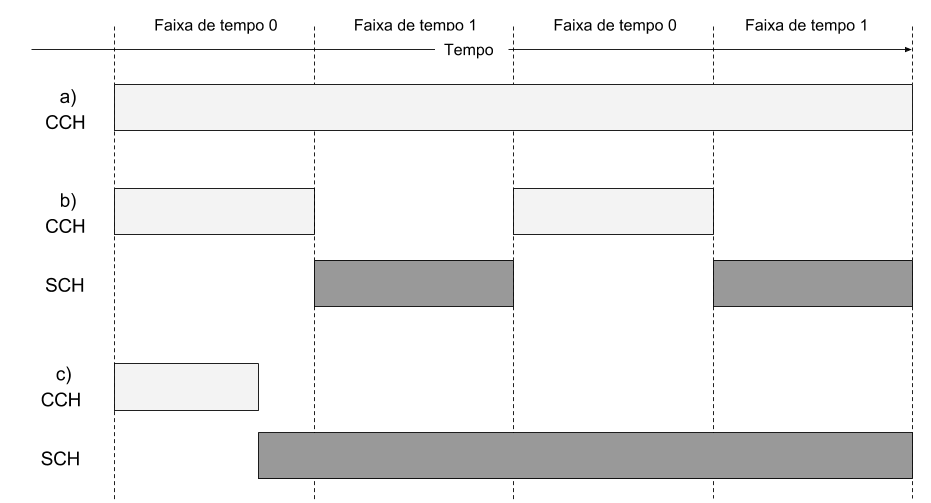 Faixa de tempo 0 Faixa de tempo 1 Faixa de tempo 0 Faixa de tempo 1
Tempo
a)
CCH
b)
CCH
SCH
c)
CCH
SCH